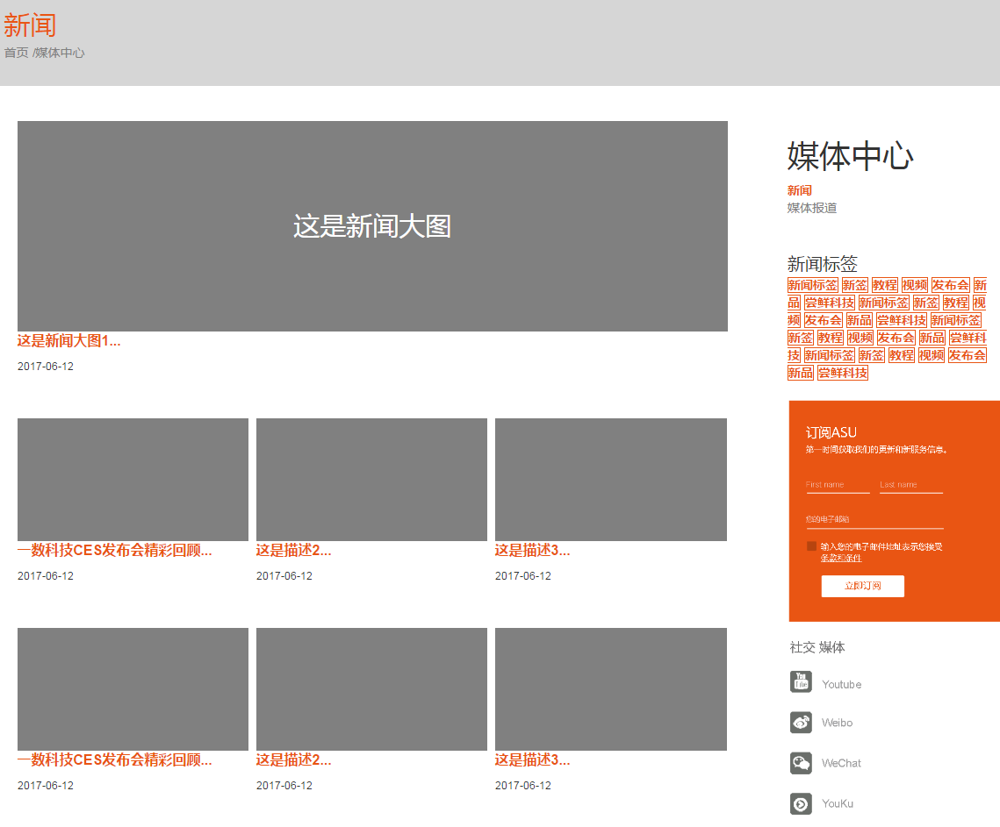 新闻
首页 /媒体中心
这是新闻大图
这是新闻大图1...
2017-06-12
一数科技CES发布会精彩回顾...
2017-06-12
这是描述2...
2017-06-12
这是描述3...
2017-06-12
一数科技CES发布会精彩回顾...
2017-06-12
这是描述2...
2017-06-12
这是描述3...
2017-06-12
媒体中心
新闻
媒体报道
新闻标签
新闻标签 新签 教程 视频 发布会 新
品 尝鲜科技 新闻标签 新签 教程 视
频 发布会 新品 尝鲜科技 新闻标签
新签 教程 视频 发布会 新品 尝鲜科
技 新闻标签 新签 教程 视频 发布会
新品 尝鲜科技
订阅ASU
第一时间获取我们的更新和新服务信息。
First name Last name
您的电子邮箱
输入您的电子邮件地址表示您接受
条款和条件
立即订阅
社交 媒体
You Tube
Youtube
Weibo
WeChat
YouKu